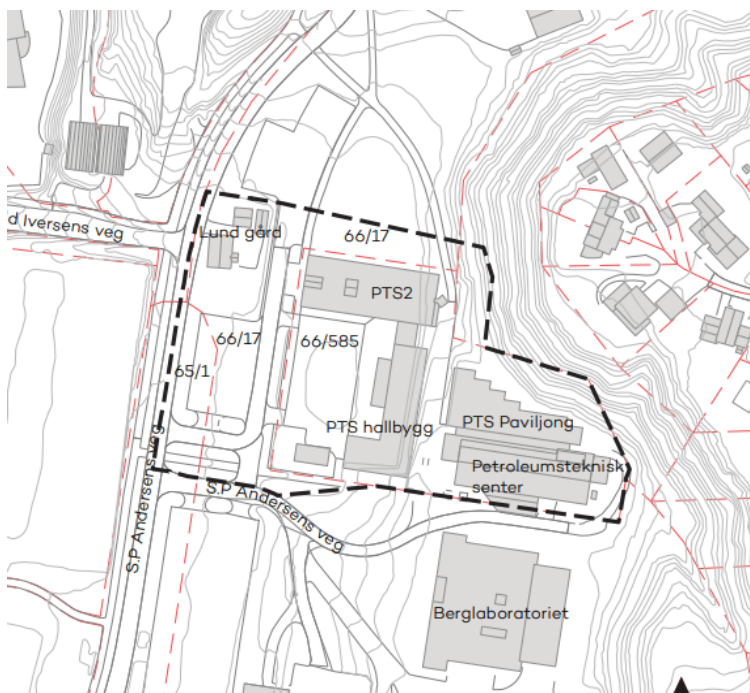 d Iversens veg
Lund gård
66/17
PTS2
66/17
66/585
65/1
PTS hallbygg
PTS Paviljong
Petroleumsteknisk
senter
S.P Andersens veg
S.P Andersens veg
Berglaboratoriet